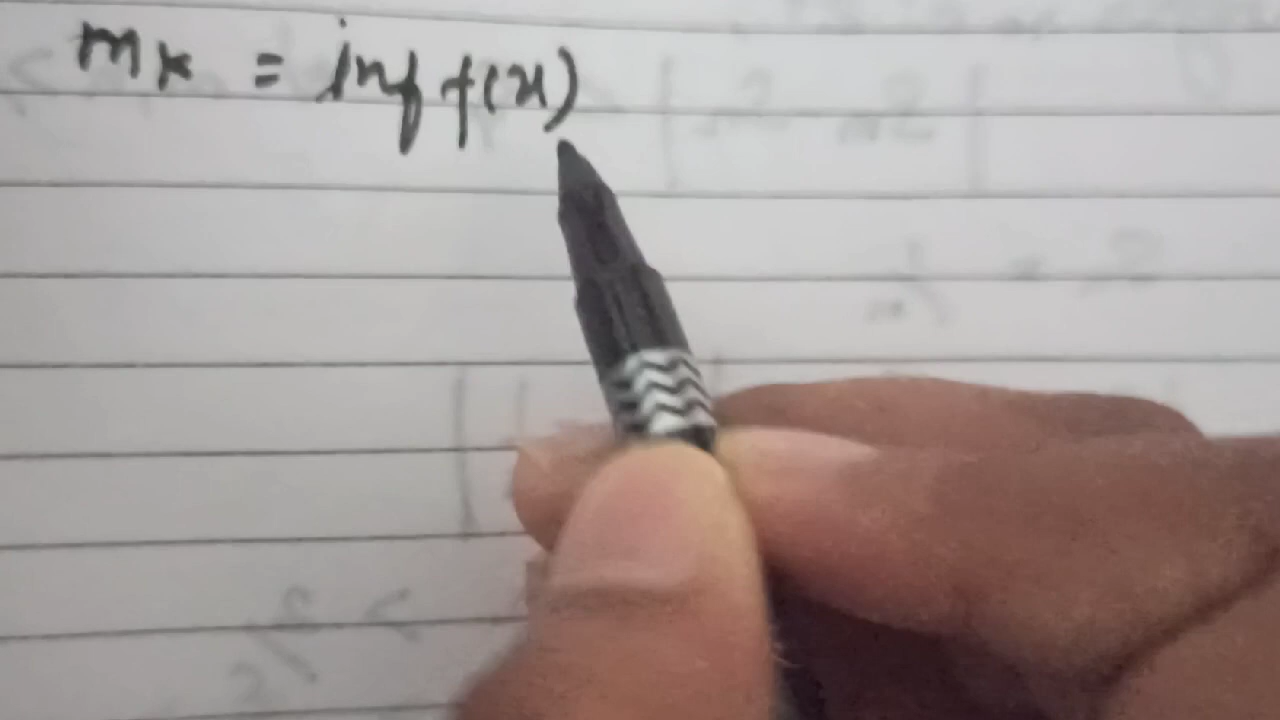 mk = inf f(x)